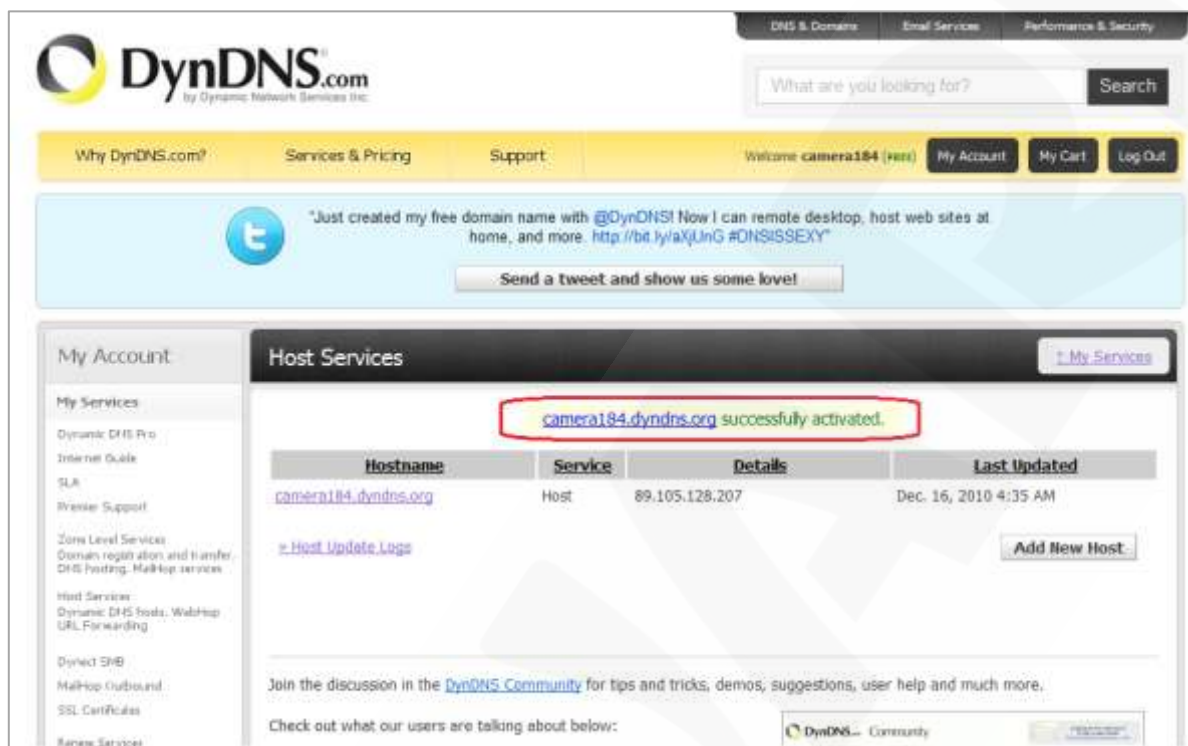 DNS & Domains Email Services Performance & Security
DynDNS.com
by Dynamic Network Services Inc.
What are you looking for? Search
Why DynDNS.com? Services & Pricing Support Welcome camera184 (FREE) My Account My Cart Log Out
"Just created my free domain name with @DynDNS! Now I can remote desktop, host web sites at
home, and more. http://bit.ly/aXjUnG #DNSISSEXY"
Send a tweet and show us some love!
My Account
Host Services
↑ My Services
My Services
Dynamic DNS Pro
Internet Guide
SLA
Premier Support
Zone Level Services
Domain registration and transfer,
DNS hosting, MailHop services
Host Services
Dynamic DNS hosts, WebHop
URL Forwarding
Dynect SMB
MailHop Outbound
SSL Certificates
Renew Services
camera184.dyndns.org successfully activated.
Hostname Service Details Last Updated
camera184.dyndns.org Host 89.105.128.207 Dec. 16, 2010 4:35 AM
» Host Update Logs
Add New Host
Join the discussion in the DynDNS Community for tips and tricks, demos, suggestions, user help and much more.
Check out what our users are talking about below:
DynDNS Community